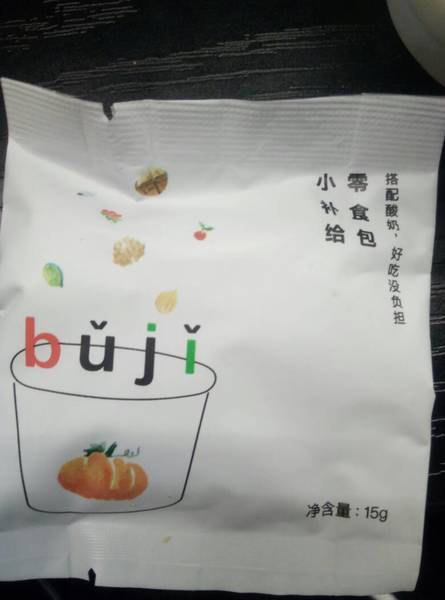 搭配酸奶，好吃没负担
零食包
小补给
bǔjǐ
净含量：15g